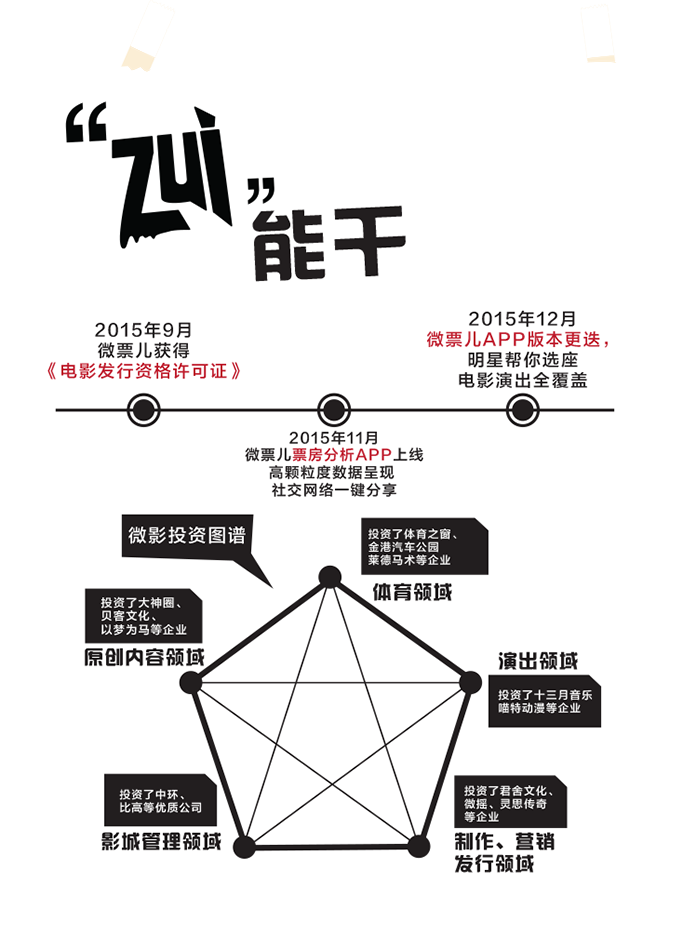 “zui”能干
2015年9月
微票儿获得
《电影发行资格许可证》
2015年11月
微票儿票房分析APP上线
高颗粒度数据呈现
社交网络一键分享
2015年12月
微票儿APP版本更迭，
明星帮你选座
电影演出全覆盖
微影投资图谱
投资了体育之窗、
金港汽车公园
莱德马术等企业
体育领域
投资了大神圈、
贝客文化、
以梦为马等企业
原创内容领域
演出领域
投资了十三月音乐
喵特动漫等企业
投资了中环、
比高等优质公司
影城管理领域
投资了君舍文化、
微摇、灵思传奇
等企业
制作、营销
发行领域